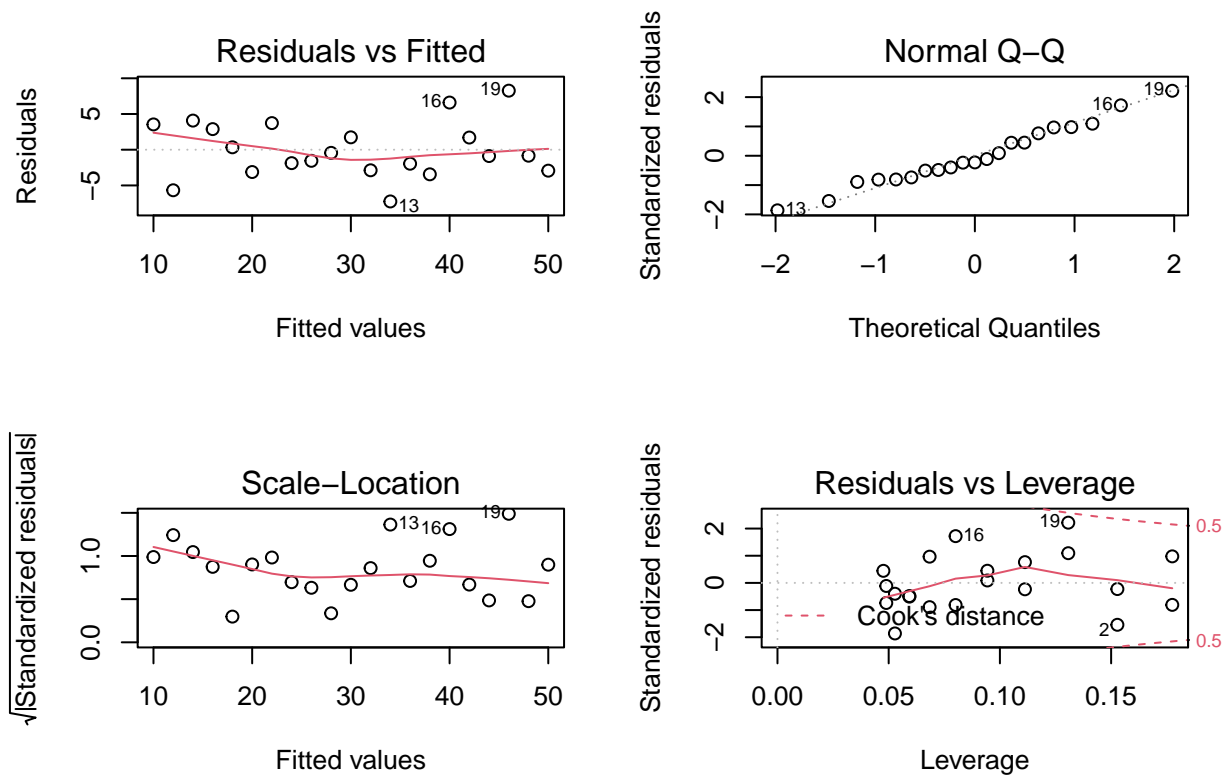 Residuals vs Fitted
Residuals
5
−5
16
19
13
10 20 30 40 50
Fitted values
Normal Q−Q
Standardized residuals
2
0
−2
13
16
19
−2 −1 0 1 2
Theoretical Quantiles
Scale−Location
√|Standardized residuals|
1.0
0.0
13
16
19
10 20 30 40 50
Fitted values
Residuals vs Leverage
Standardized residuals
2
0
−2
16
19
2
0.5
0.5
Cook's distance
0.00 0.05 0.10 0.15
Leverage